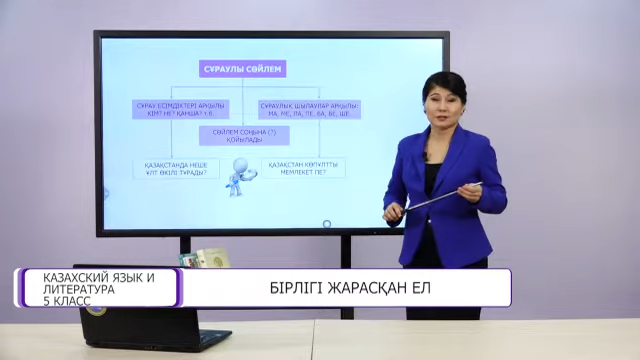 СҰРАУЛЫ СӨЙЛЕМ
СҰРАУ ЕСІМДІКТЕРІ АРҚЫЛЫ
КІМ? НЕ? ҚАНША? т.б.
СҰРАУЛЫҚ ШЫЛАУЛАР АРҚЫЛЫ
МА, МЕ, ПА, ПЕ, БА, БЕ, ШЕ.
СӨЙЛЕМ СОҢЫНА (?)
ҚОЙЫЛАДЫ.
ҚАЗАҚСТАНДА НЕШЕ
ҰЛТ ӨКІЛІ ТҰРАДЫ?
ҚАЗАҚСТАН КӨПҰЛТТЫ
МЕМЛЕКЕТ ПЕ?
КАЗАХСКИЙ ЯЗЫК И
ЛИТЕРАТУРА
5 КЛАСС
БІРЛІГІ ЖАРАСҚАН ЕЛ